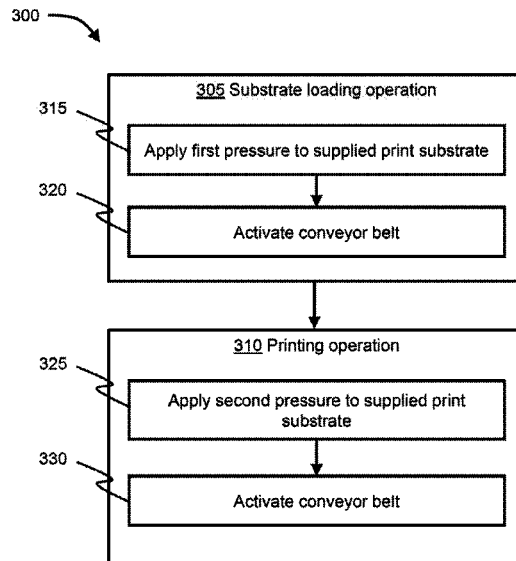 300
305 Substrate loading operation
315
Apply first pressure to supplied print substrate
320
Activate conveyor belt
310 Printing operation
325
Apply second pressure to supplied print
substrate
330
Activate conveyor belt